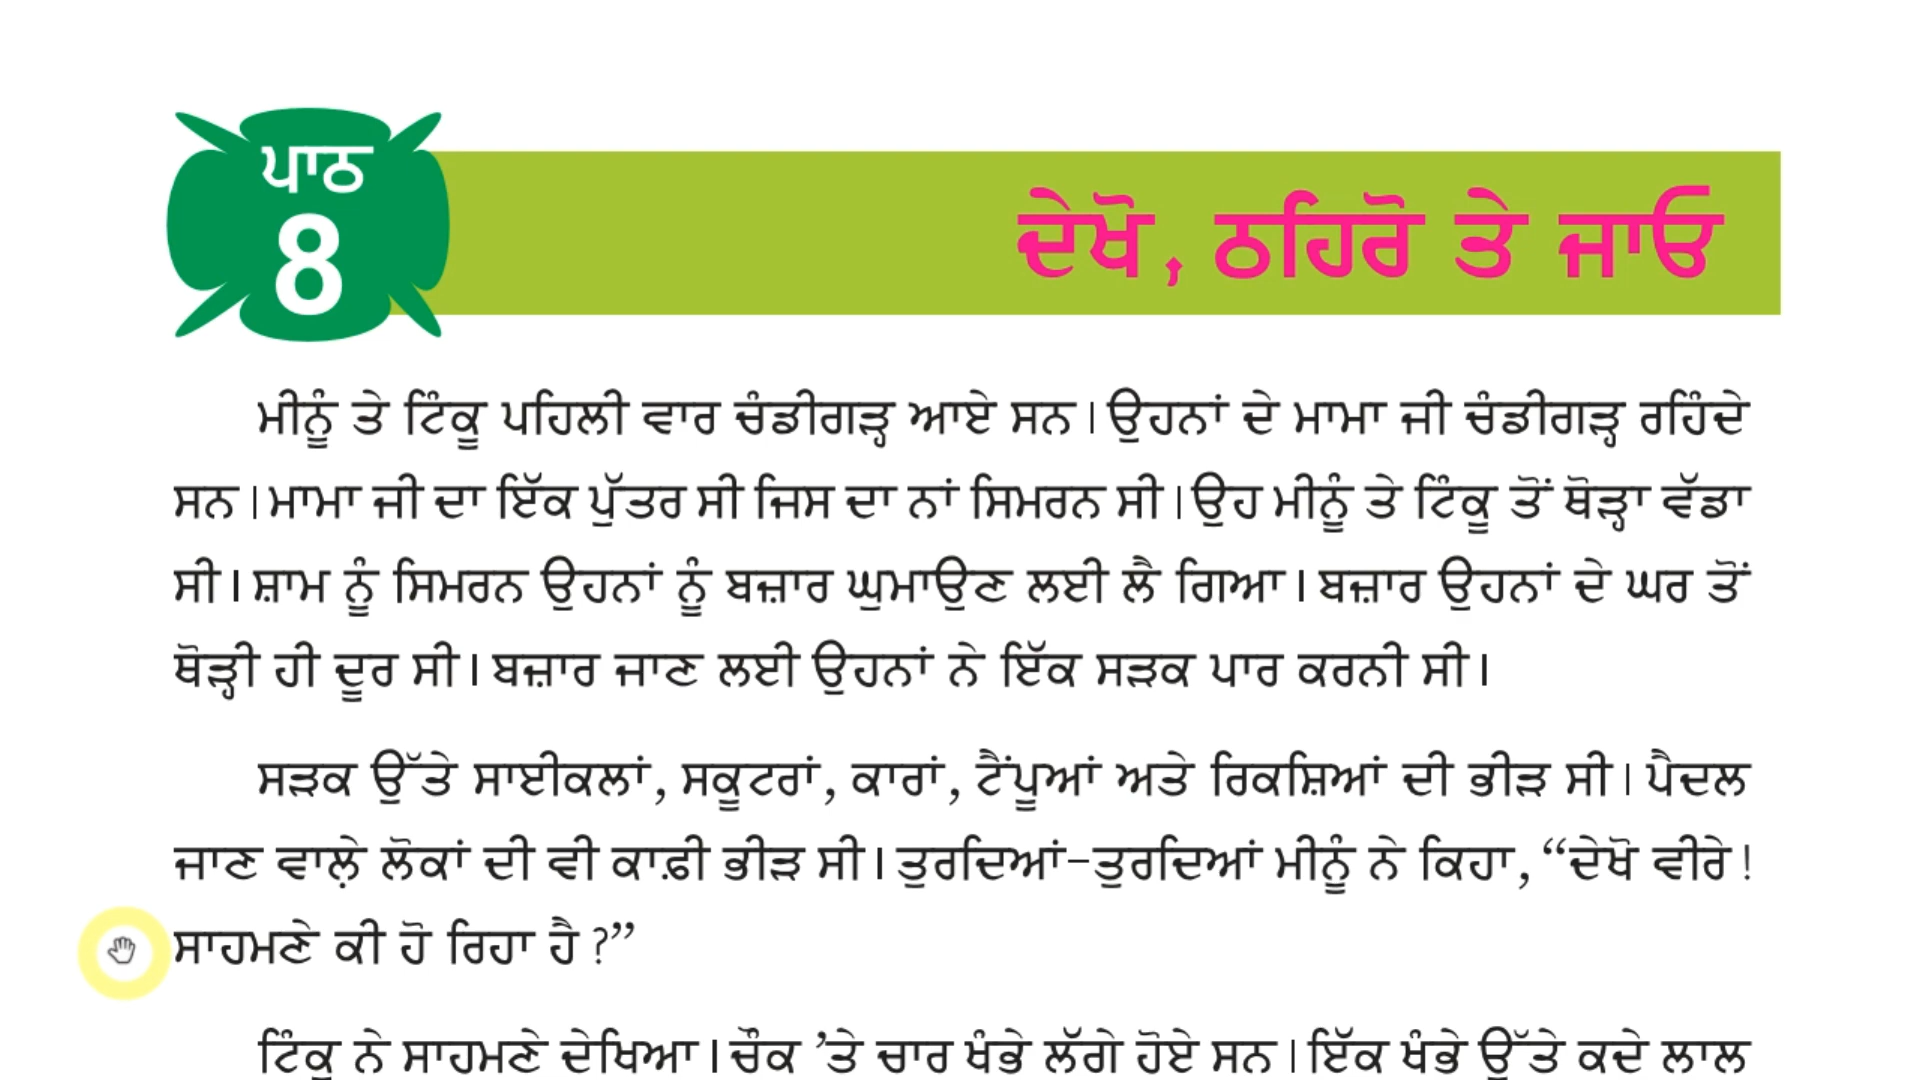 ਪਾਠ
8
ਦੇਖੋ, ਠਹਿਰੋ ਤੇ ਜਾਓ
ਮੀਨੂੰ ਤੇ ਟਿੰਕੂ ਪਹਿਲੀ ਵਾਰ ਚੰਡੀਗੜ੍ਹ ਆਏ ਸਨ। ਉਹਨਾਂ ਦੇ ਮਾਮਾ ਜੀ ਚੰਡੀਗੜ੍ਹ ਰਹਿੰਦੇ
ਸਨ। ਮਾਮਾ ਜੀ ਦਾ ਇੱਕ ਪੁੱਤਰ ਸੀ ਜਿਸ ਦਾ ਨਾਂ ਸਿਮਰਨ ਸੀ। ਉਹ ਮੀਨੂੰ ਤੇ ਟਿੰਕੂ ਤੋਂ ਥੋੜ੍ਹਾ ਵੱਡਾ
ਸੀ। ਸ਼ਾਮ ਨੂੰ ਸਿਮਰਨ ਉਹਨਾਂ ਨੂੰ ਬਜ਼ਾਰ ਘੁਮਾਉਣ ਲਈ ਲੈ ਗਿਆ। ਬਜ਼ਾਰ ਉਹਨਾਂ ਦੇ ਘਰ ਤੋਂ
ਥੋੜ੍ਹੀ ਹੀ ਦੂਰ ਸੀ। ਬਜ਼ਾਰ ਜਾਣ ਲਈ ਉਹਨਾਂ ਨੇ ਇੱਕ ਸੜਕ ਪਾਰ ਕਰਨੀ ਸੀ।
ਸੜਕ ਉੱਤੇ ਸਾਈਕਲਾਂ, ਸਕੂਟਰਾਂ, ਕਾਰਾਂ, ਟੈਂਪੂਆਂ ਅਤੇ ਰਿਕਸ਼ਿਆਂ ਦੀ ਭੀੜ ਸੀ। ਪੈਦਲ
ਜਾਣ ਵਾਲ਼ੇ ਲੋਕਾਂ ਦੀ ਵੀ ਕਾਫ਼ੀ ਭੀੜ ਸੀ। ਤੁਰਦਿਆਂ-ਤੁਰਦਿਆਂ ਮੀਨੂੰ ਨੇ ਕਿਹਾ, “ਦੇਖੋ ਵੀਰੇ!
ਸਾਹਮਣੇ ਕੀ ਹੋ ਰਿਹਾ ਹੈ?”
ਟਿੰਕੂ ਨੇ ਸਾਹਮਣੇ ਦੇਖਿਆ। ਚੌਕ ’ਤੇ ਚਾਰ ਖੰਭੇ ਲੱਗੇ ਹੋਏ ਸਨ। ਇੱਕ ਖੰਭੇ ਉੱਤੇ ਕਦੇ ਲਾਲ